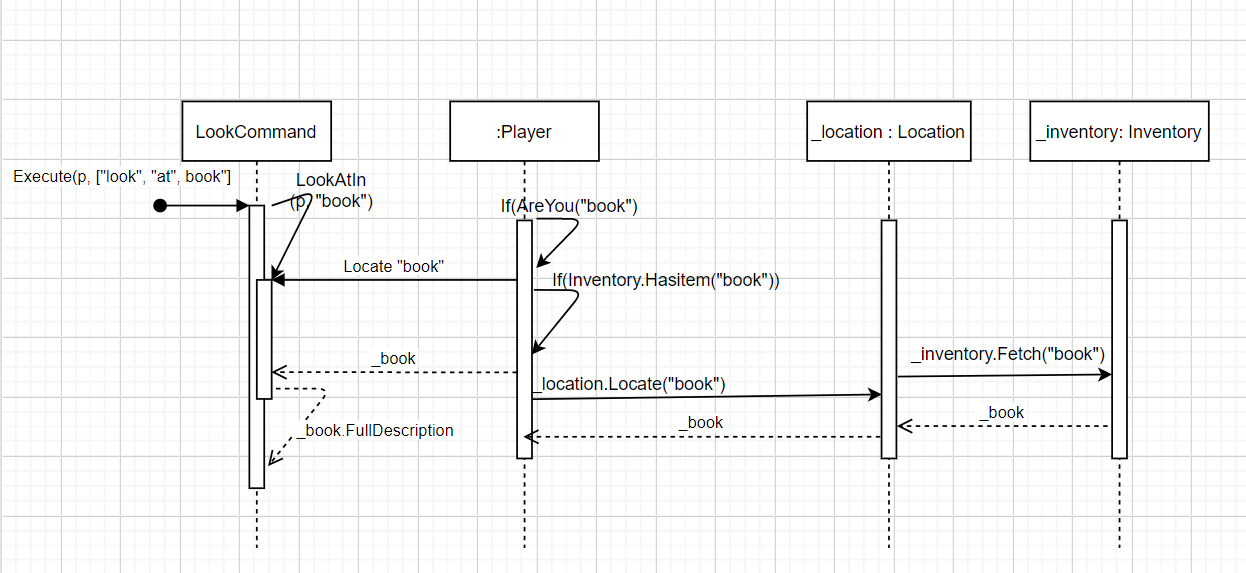 LookCommand
:Player
_location : Location
_inventory: Inventory
Execute(p, ["look", "at", book"]
LookAtIn
(p, "book")
If(AreYou("book")
Locate "book"
If(Inventory.Hasitem("book"))
_book
_inventory.Fetch("book")
_location.Locate("book")
_book
_book
_book.FullDescription